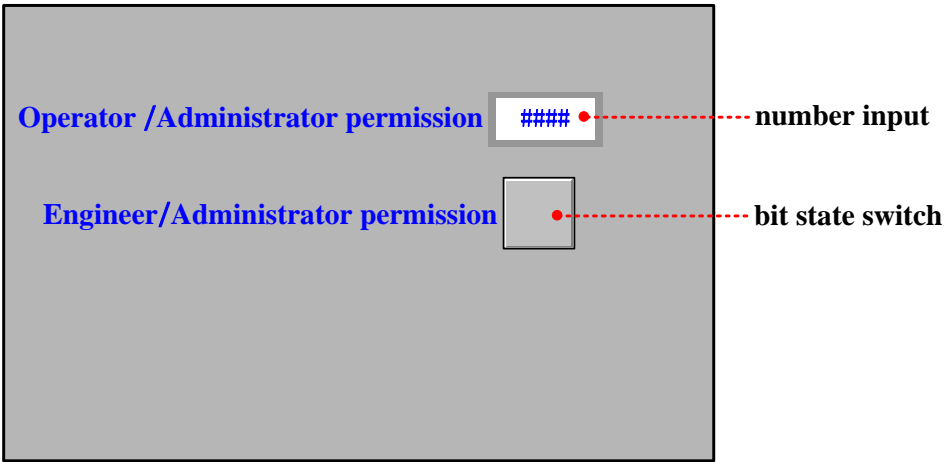 Operator /Administrator permission #### number input
Engineer/Administrator permission bit state switch